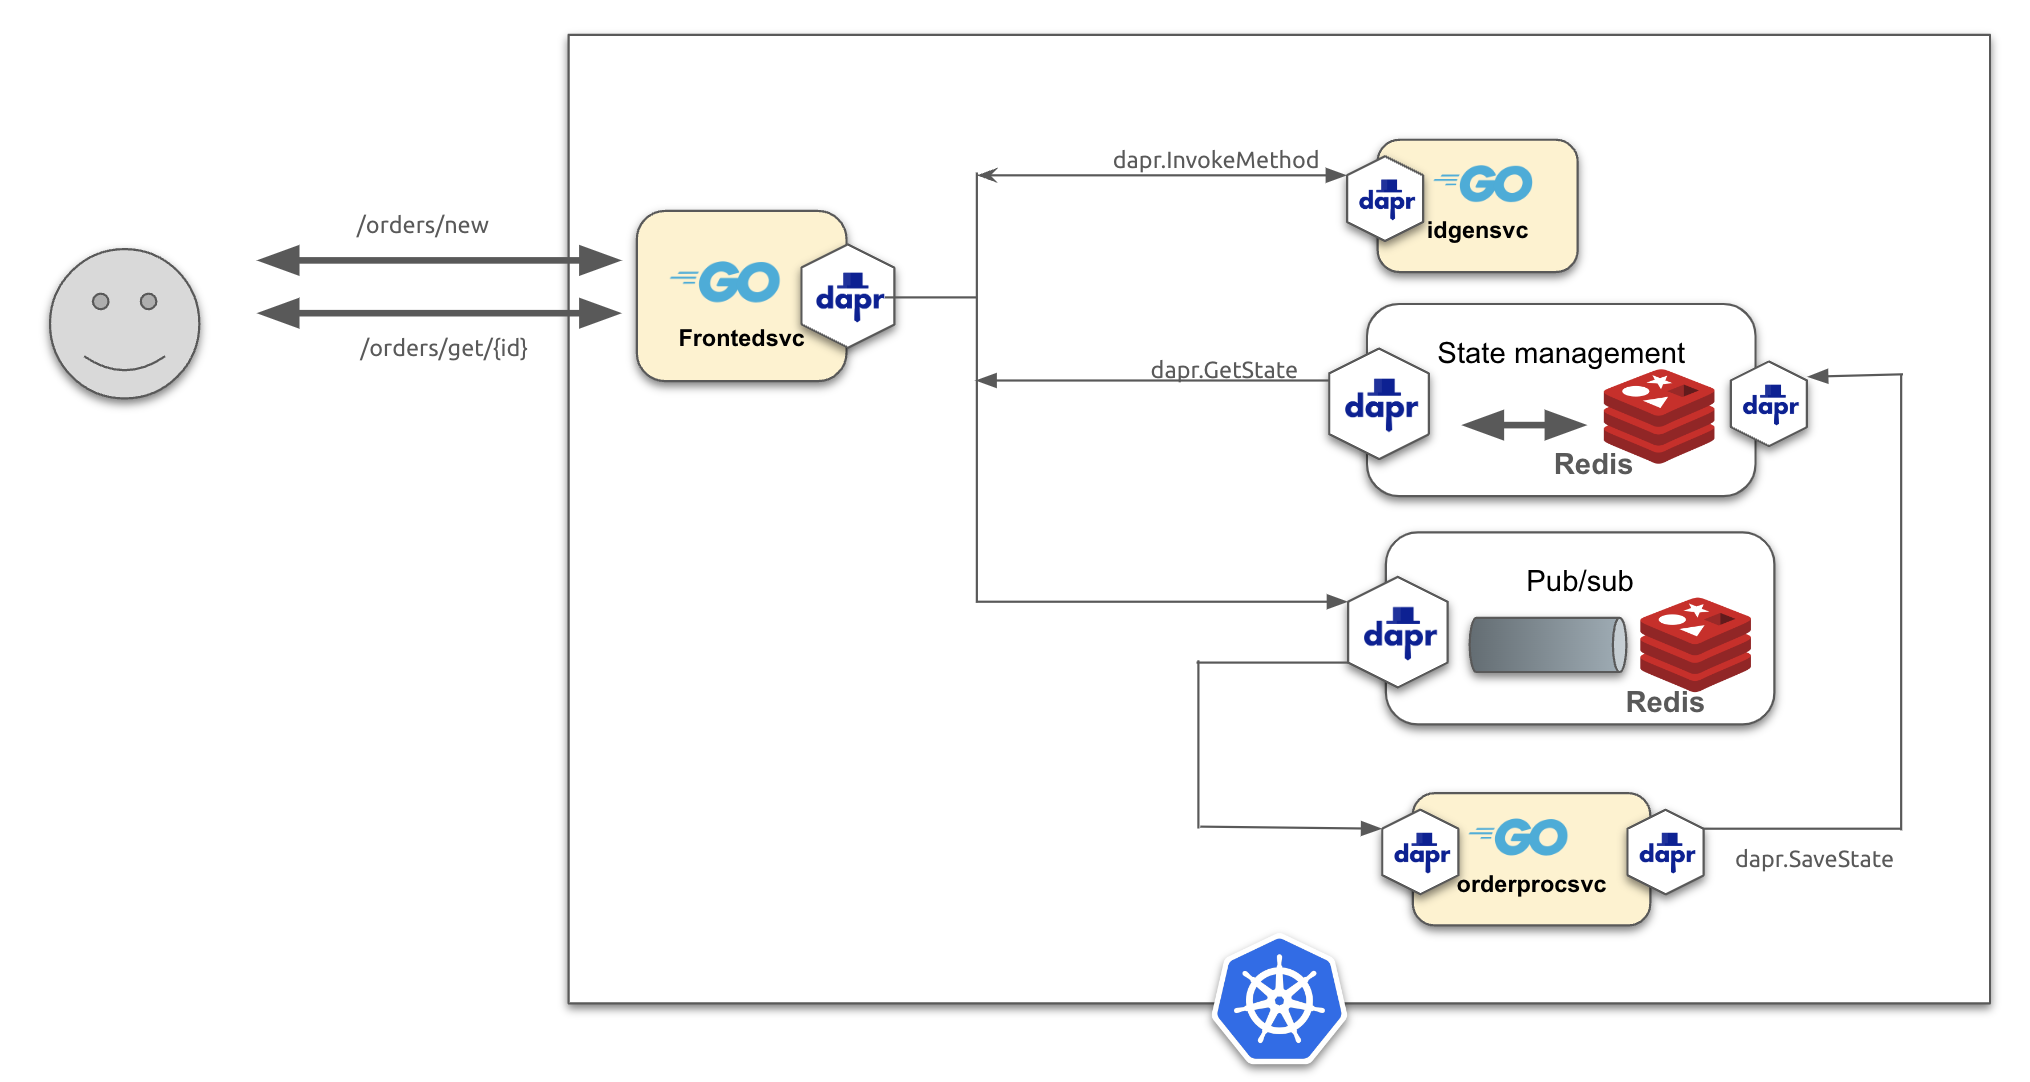 /orders/new
/orders/get/{id}
GO
dapr
Frontedsvc
dapr.InvokeMethod
dapr
GO
idgensvc
dapr.GetState
State management
dapr
Redis
dapr
Pub/sub
dapr
Redis
dapr
GO
dapr
orderprocsvc
dapr.SaveState